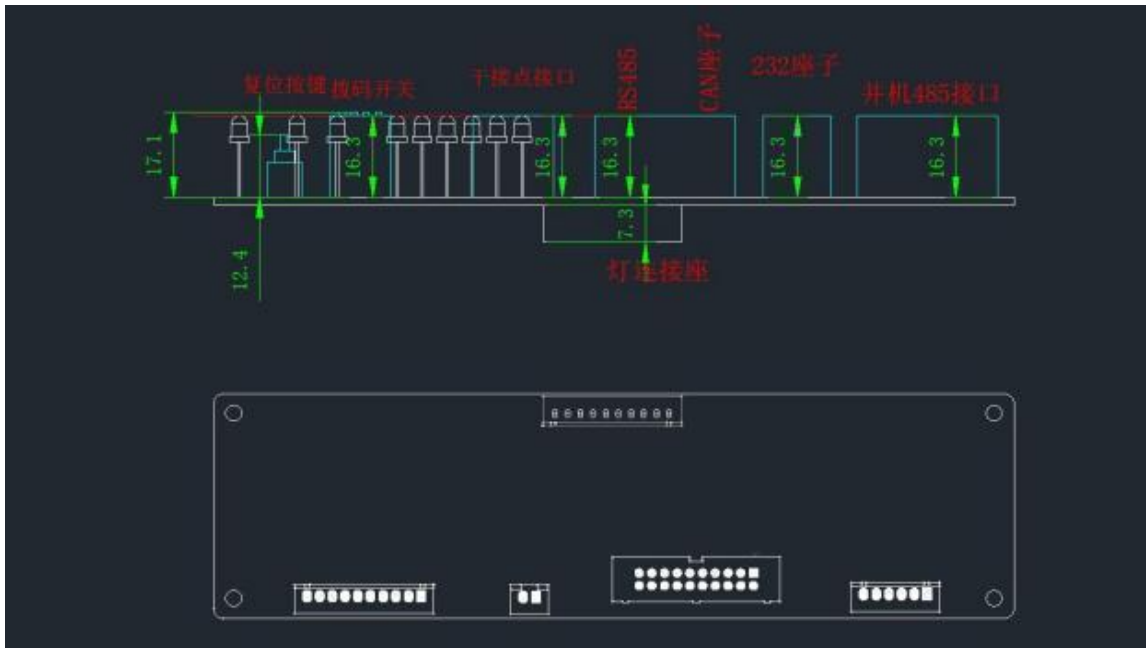 复位按键
拨码开关
干接点接口
RS485
CAN座子
232座子
并机485接口
17.1
16.3
16.3
16.3
16.3
16.3
7.3
12.4
灯连接座